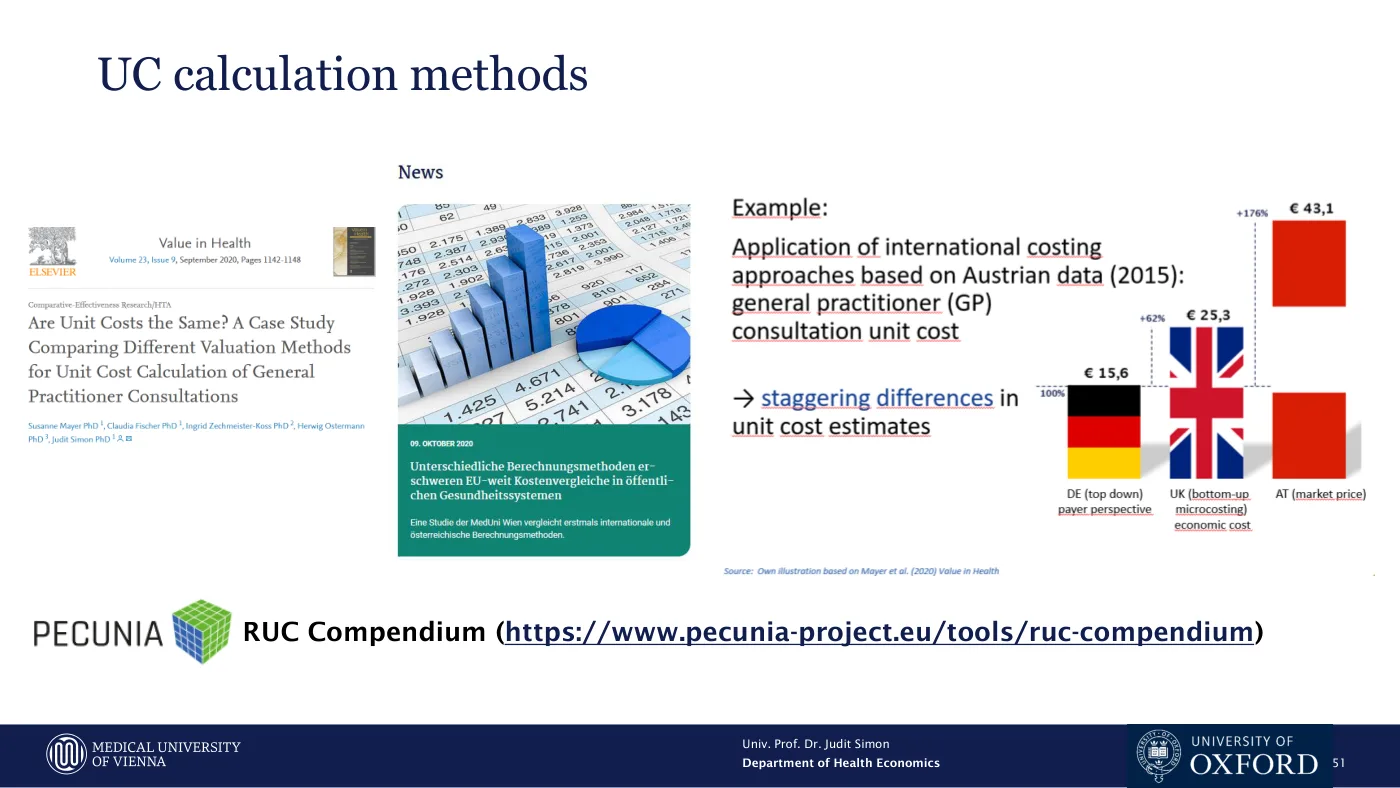 UC calculation methods
News
ELSEVIER
Value in Health
Volume 23, Issue 9, September 2020, Pages 1142-1148
Comparative-Effectiveness Research/HTA
Are Unit Costs the Same? A Case Study
Comparing Different Valuation Methods
for Unit Cost Calculation of General
Practitioner Consultations
Susanne Mayer PhD 1, Claudia Fischer PhD 1, Ingrid Zechmeister-Koss PhD 2, Herwig Ostermann
PhD 3, Judit Simon PhD 1
09. OKTOBER 2020
Unterschiedliche Berechnungsmethoden er-
schweren EU-weit Kostenvergleiche in öffentli-
chen Gesundheitssystemen
Eine Studie der MedUni Wien vergleicht erstmals internationale und
österreichische Berechnungsmethoden.
Example:
Application of international costing
approaches based on Austrian data (2015):
general practitioner (GP)
consultation unit cost
→ staggering differences in
unit cost estimates
+176%
€ 43,1
+62%
€ 25,3
€ 15,6
100%
DE (top down)
payer perspective
UK (bottom-up
microcosting)
economic cost
AT (market price)
Source: Own illustration based on Mayer et al. (2020) Value in Health
PECUNIA
RUC Compendium (https://www.pecunia-project.eu/tools/ruc-compendium)
MEDICAL UNIVERSITY
OF VIENNA
Univ. Prof. Dr. Judit Simon
Department of Health Economics
UNIVERSITY OF
OXFORD
51